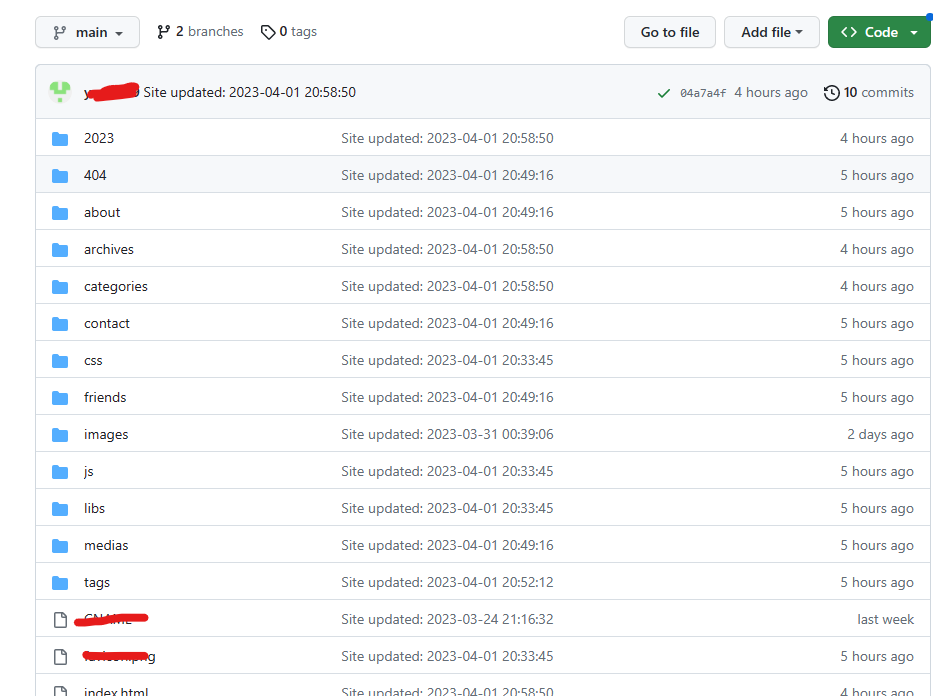 main 2 branches 0 tags Go to file Add file Code
Site updated: 2023-04-01 20:58:50 04a7a4f 4 hours ago 10 commits
2023 Site updated: 2023-04-01 20:58:50 4 hours ago
404 Site updated: 2023-04-01 20:49:16 5 hours ago
about Site updated: 2023-04-01 20:49:16 5 hours ago
archives Site updated: 2023-04-01 20:58:50 4 hours ago
categories Site updated: 2023-04-01 20:58:50 4 hours ago
contact Site updated: 2023-04-01 20:49:16 5 hours ago
css Site updated: 2023-04-01 20:33:45 5 hours ago
friends Site updated: 2023-04-01 20:49:16 5 hours ago
images Site updated: 2023-03-31 00:39:06 2 days ago
js Site updated: 2023-04-01 20:33:45 5 hours ago
libs Site updated: 2023-04-01 20:33:45 5 hours ago
medias Site updated: 2023-04-01 20:49:16 5 hours ago
tags Site updated: 2023-04-01 20:52:12 5 hours ago
Site updated: 2023-03-24 21:16:32 last week
Site updated: 2023-04-01 20:33:45 5 hours ago
index.html Site updated: 2023-04-01 20:58:50 4 hours ago